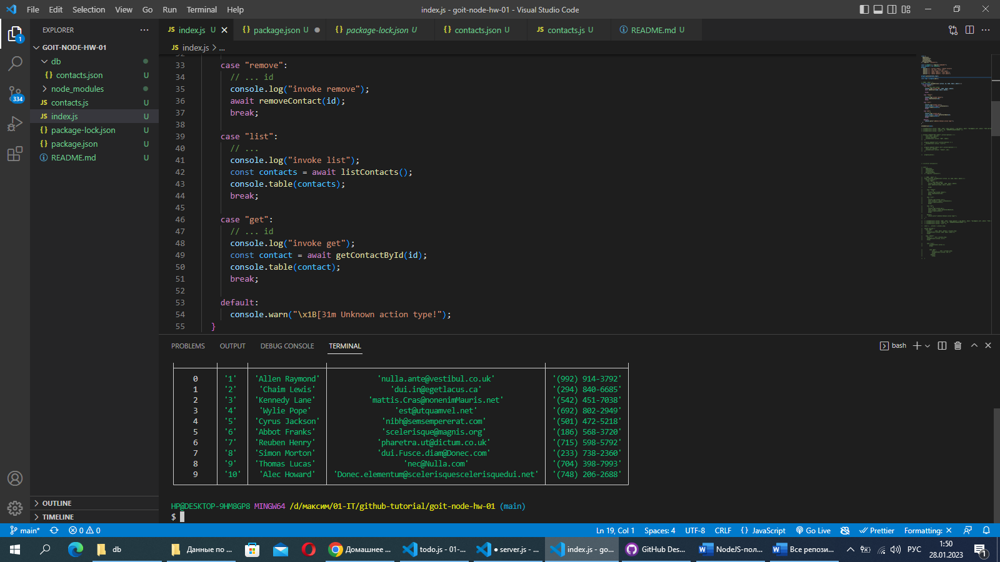 File Edit Selection View Go Run Terminal Help
index.js - goit-node-hw-01 - Visual Studio Code
EXPLORER
GOIT-NODE-HW-01
db
contacts.json U
node_modules
JS contacts.js U
JS index.js U
{} package-lock.json U
{} package.json U
README.md U
OUTLINE
TIMELINE
1
334
JS index.js U
{} package.json U
{} package-lock.json U
{} contacts.json U
JS contacts.js U
README.md U
JS index.js > ...
33 case "remove":
34 // ... id
35 console.log("invoke remove");
36 await removeContact(id);
37 break;
38
39 case "list":
40 // ...
41 console.log("invoke list");
42 const contacts = await listContacts();
43 console.table(contacts);
44 break;
45
46 case "get":
47 // ... id
48 console.log("invoke get");
49 const contact = await getContactById(id);
50 console.table(contact);
51 break;
52
53 default:
54 console.warn("\x1B[31m Unknown action type!");
55 }
PROBLEMS OUTPUT DEBUG CONSOLE TERMINAL
bash
0 '1' 'Allen Raymond' 'nulla.ante@vestibul.co.uk' '(992) 914-3792'
1 '2' 'Chaim Lewis' 'dui.in@egetlacus.ca' '(294) 840-6685'
2 '3' 'Kennedy Lane' 'mattis.Cras@nonenimMauris.net' '(542) 451-7038'
3 '4' 'Wylie Pope' 'est@utquamvel.net' '(692) 802-2949'
4 '5' 'Cyrus Jackson' 'nibh@semsempererat.com' '(501) 472-5218'
5 '6' 'Abbot Franks' 'scelerisque@magnis.org' '(186) 568-3720'
6 '7' 'Reuben Henry' 'pharetra.ut@dictum.co.uk' '(715) 598-5792'
7 '8' 'Simon Morton' 'dui.Fusce.diam@Donec.com' '(233) 738-2360'
8 '9' 'Thomas Lucas' 'nec@Nulla.com' '(704) 398-7993'
9 '10' 'Alec Howard' 'Donec.elementum@scelerisquescelerisquedui.net' '(748) 206-2688'
HP@DESKTOP-9HM8GP8 MINGW64 /d/максим/01-IT/github-tutorial/goit-node-hw-01 (main)
$
main* 0 0 Ln 19, Col 1 Spaces: 4 UTF-8 CRLF {} JavaScript Go Live Prettier Formatting: ×
db Данные по ... Домашнее ... todo.js - 01-... ● server.js - ... index.js - go... GitHub Des... NodeJS-пол... Все репози... РУС 1:50
28.01.2023
1